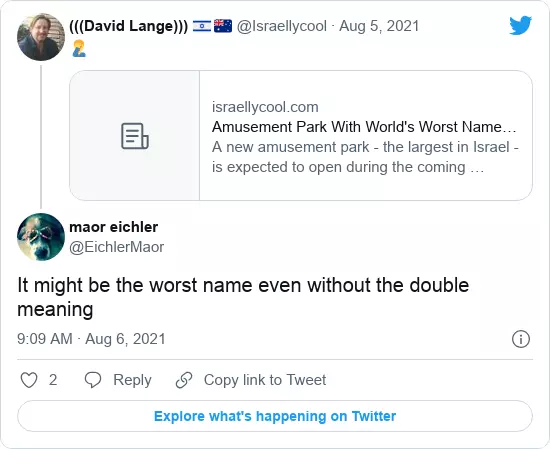 (((David Lange))) 🇮🇱 🇦🇺 @Israellycool · Aug 5, 2021
🤦‍♂️
israellycool.com
Amusement Park With World's Worst Name…
A new amusement park - the largest in Israel -
is expected to open during the coming …
maor eichler
@EichlerMaor
It might be the worst name even without the double
meaning
9:09 AM · Aug 6, 2021
2 Reply Copy link to Tweet
Explore what's happening on Twitter